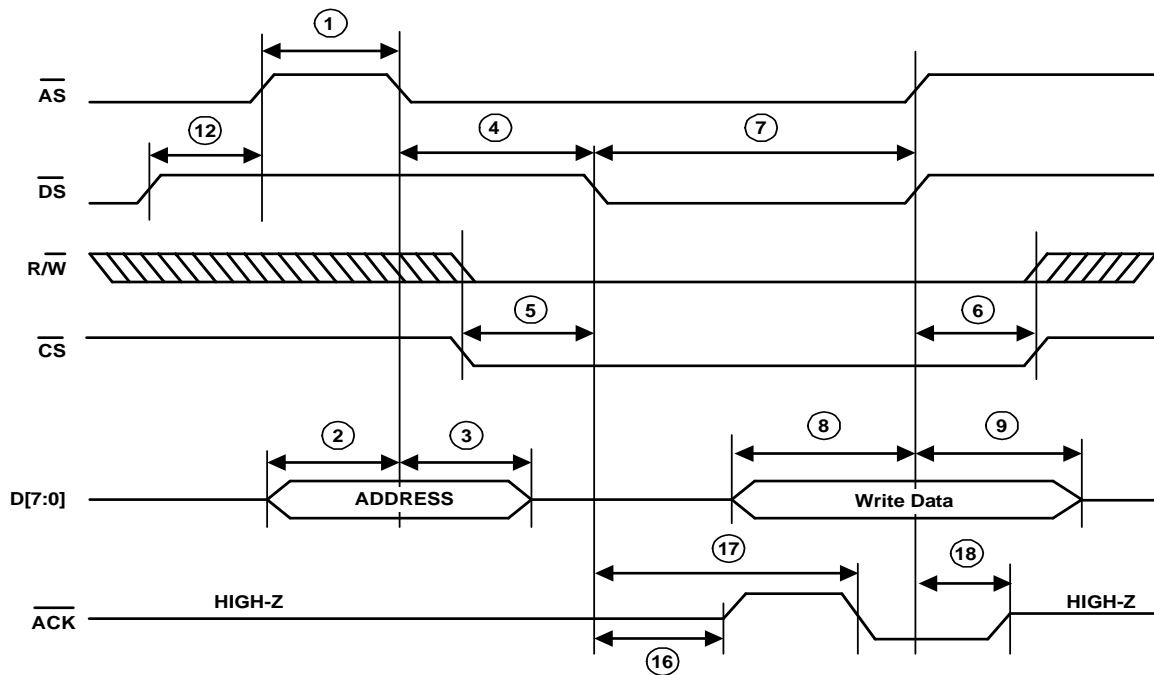 1
AS
12
4
7
DS
R/W
5
6
CS
2
3
8
9
D[7:0]
ADDRESS
Write Data
17
18
HIGH-Z
HIGH-Z
ACK
16